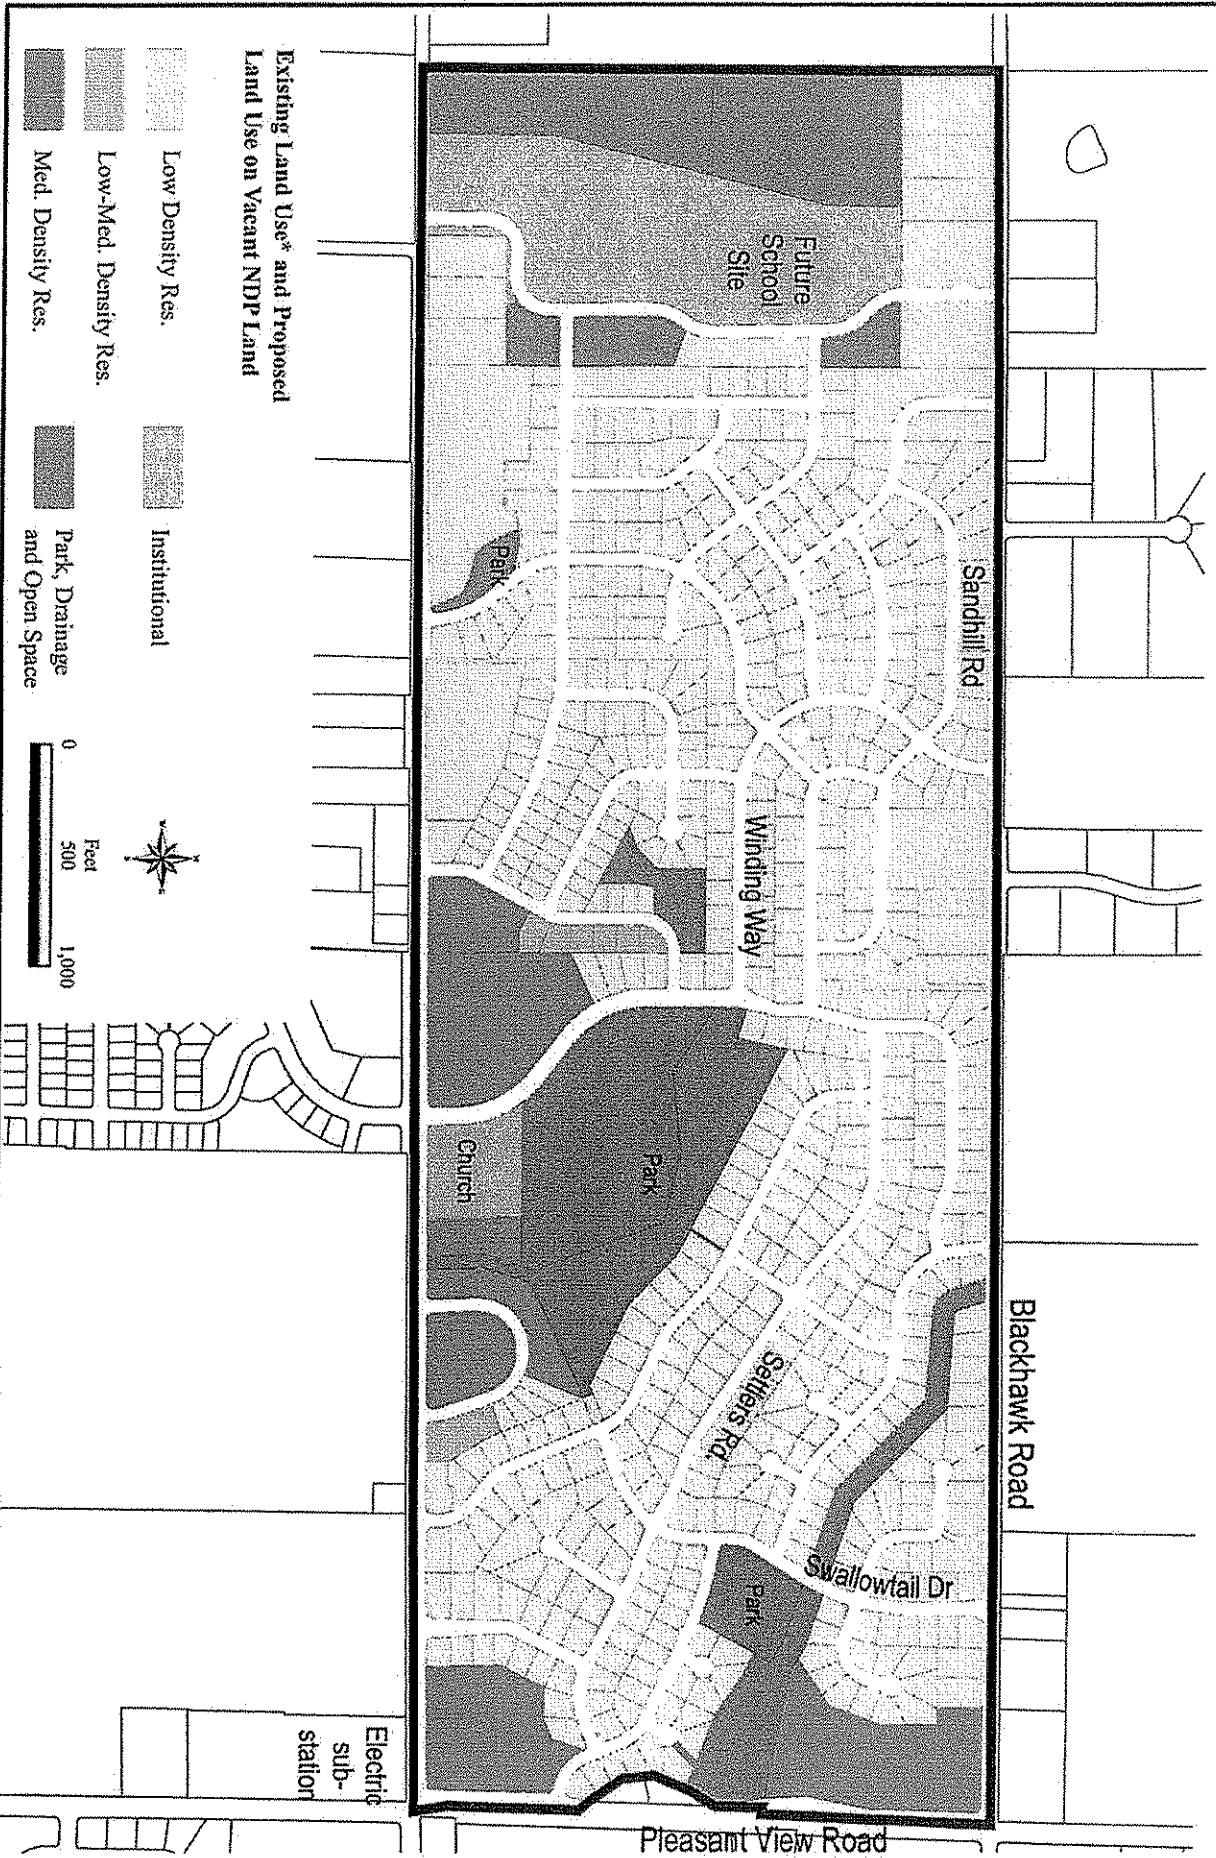 Blackhawk Road
Sandhill Rd
Swallowtail Dr
Future
School
Site
Winding Way
Settlers Rd.
Park
Park
Park
Church
Pleasant View Road
Electric
sub-
station
Existing Land Use* and Proposed
Land Use on Vacant NDP Land
Low Density Res.
Low-Med. Density Res.
Med. Density Res.
Institutional
Park, Drainage
and Open Space
0 500 1,000
Feet